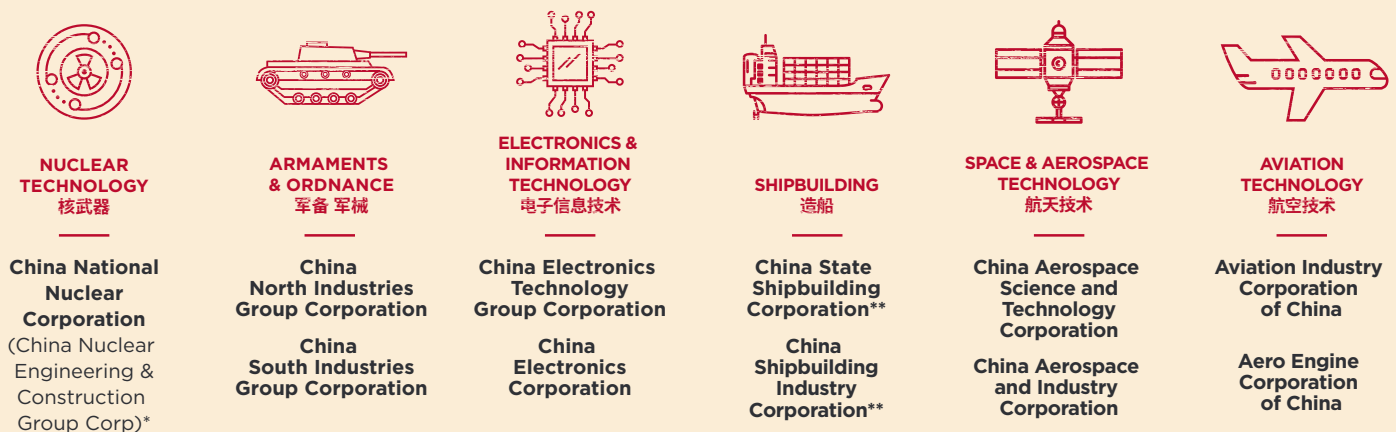 NUCLEAR
TECHNOLOGY
核武器
China National
Nuclear
Corporation
(China Nuclear
Engineering &
Construction
Group Corp)*
ARMAMENTS
& ORDNANCE
军备 军械
China
North Industries
Group Corporation
China
South Industries
Group Corporation
ELECTRONICS &
INFORMATION
TECHNOLOGY
电子信息技术
China Electronics
Technology
Group Corporation
China
Electronics
Corporation
SHIPBUILDING
造船
China State
Shipbuilding
Corporation**
China
Shipbuilding
Industry
Corporation**
SPACE & AEROSPACE
TECHNOLOGY
航天技术
China Aerospace
Science and
Technology
Corporation
China Aerospace
and Industry
Corporation
AVIATION
TECHNOLOGY
航空技术
Aviation Industry
Corporation
of China
Aero Engine
Corporation
of China